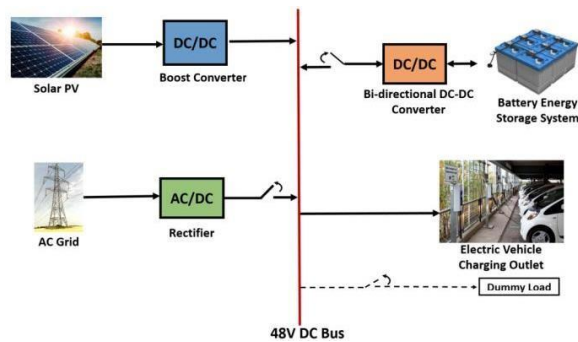 DC/DC
Solar PV
Boost Converter
DC/DC
Bi-directional DC-DC
Converter
Battery Energy
Storage System
AC/DC
AC Grid
Rectifier
Electric Vehicle
Charging Outlet
Dummy Load
48V DC Bus